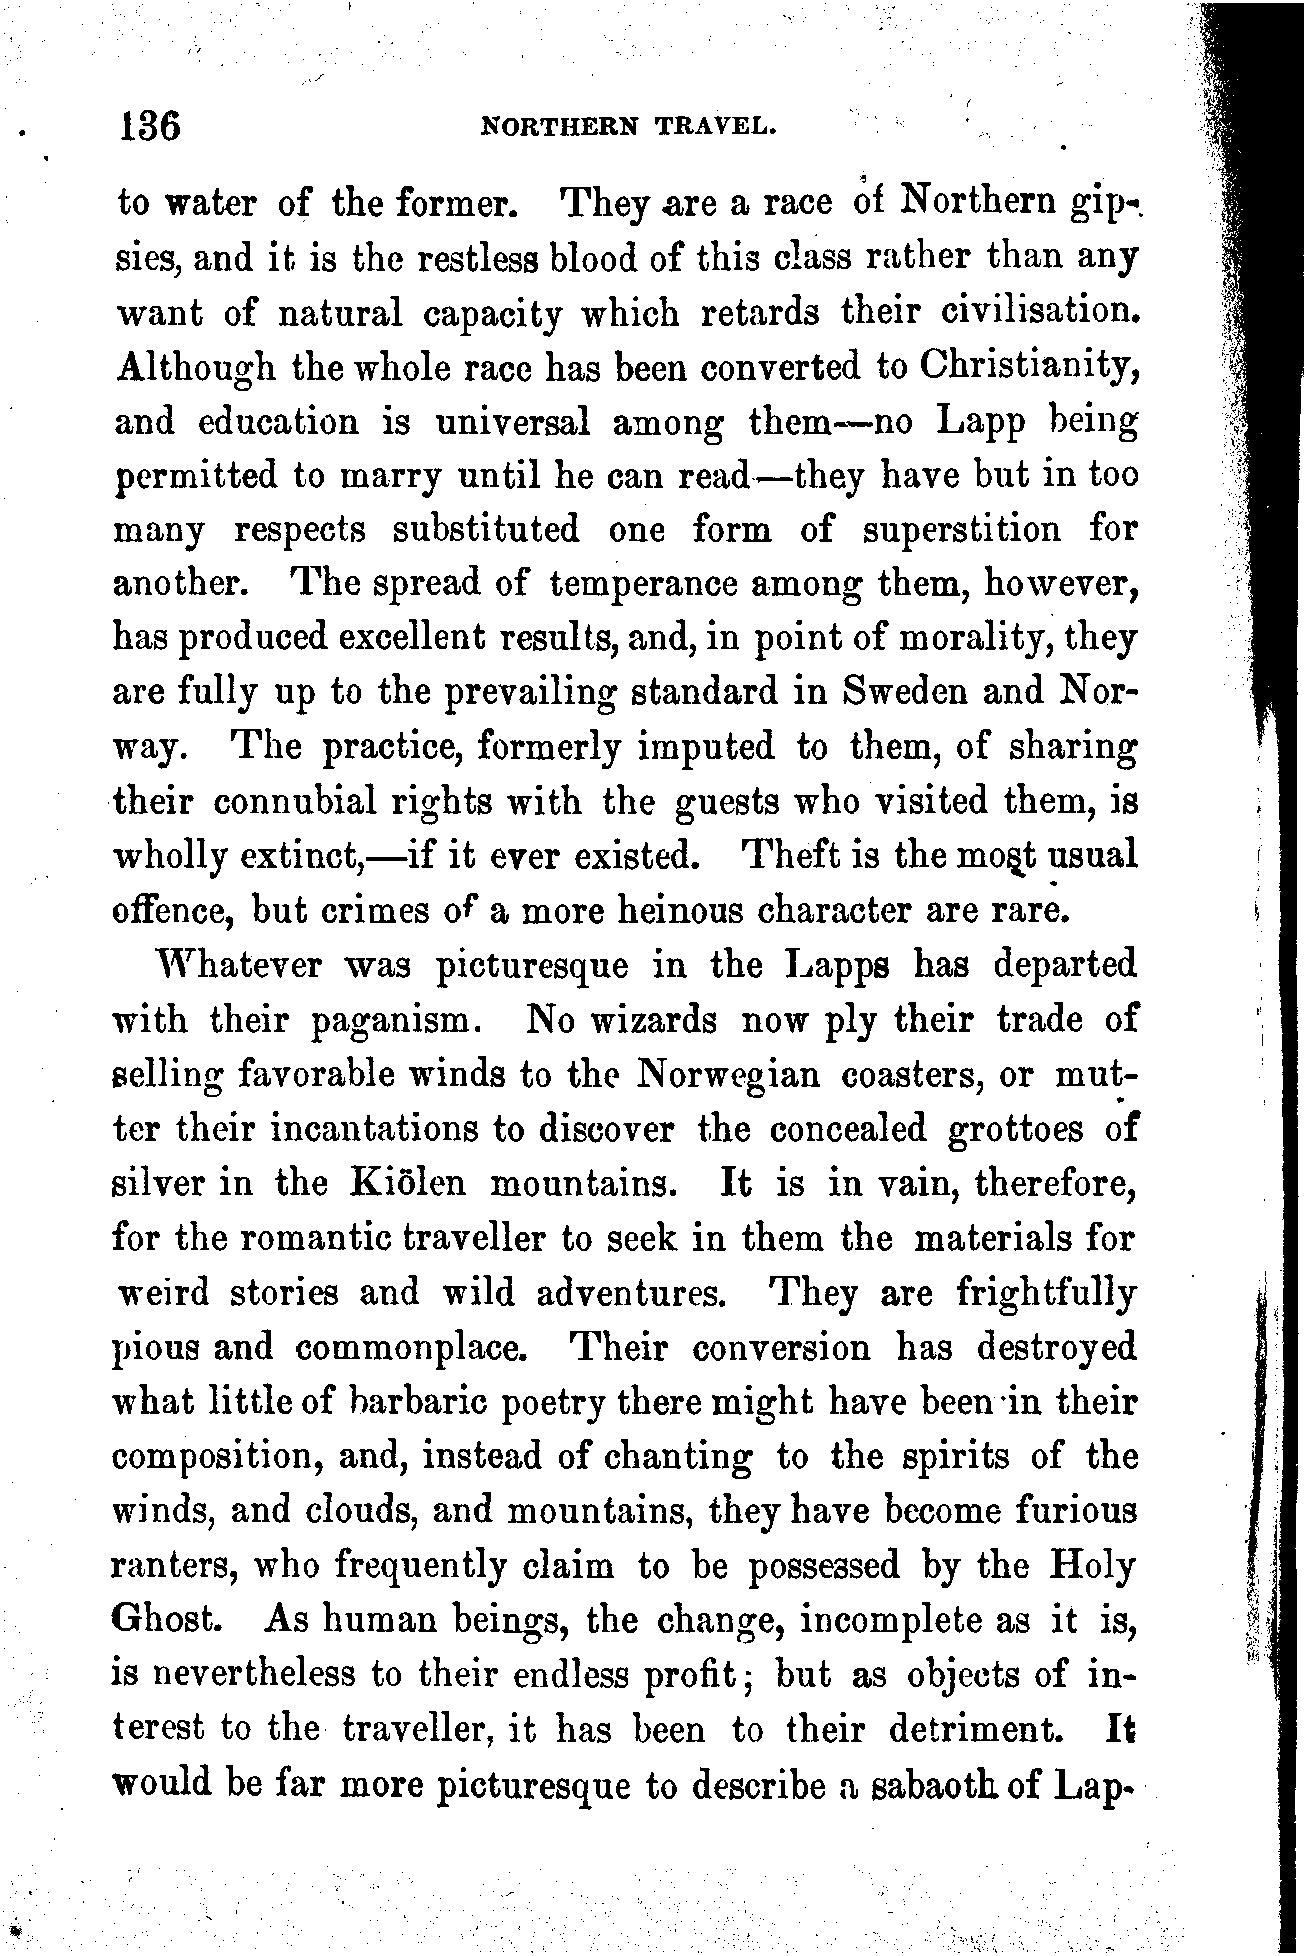 136 NORTHERN TRAVEL.
to water of the former. They are a race of Northern gip-
sies, and it is the restless blood of this class rather than any
want of natural capacity which retards their civilisation.
Although the whole race has been converted to Christianity,
and education is universal among them—no Lapp being
permitted to marry until he can read—they have but in too
many respects substituted one form of superstition for
another. The spread of temperance among them, however,
has produced excellent results, and, in point of morality, they
are fully up to the prevailing standard in Sweden and Nor-
way. The practice, formerly imputed to them, of sharing
their connubial rights with the guests who visited them, is
wholly extinct,—if it ever existed. Theft is the most usual
offence, but crimes of a more heinous character are rare.
Whatever was picturesque in the Lapps has departed
with their paganism. No wizards now ply their trade of
selling favorable winds to the Norwegian coasters, or mut-
ter their incantations to discover the concealed grottoes of
silver in the Kiölen mountains. It is in vain, therefore,
for the romantic traveller to seek in them the materials for
weird stories and wild adventures. They are frightfully
pious and commonplace. Their conversion has destroyed
what little of barbaric poetry there might have been in their
composition, and, instead of chanting to the spirits of the
winds, and clouds, and mountains, they have become furious
ranters, who frequently claim to be possessed by the Holy
Ghost. As human beings, the change, incomplete as it is,
is nevertheless to their endless profit; but as objects of in-
terest to the traveller, it has been to their detriment. It
would be far more picturesque to describe a sabaoth of Lap-